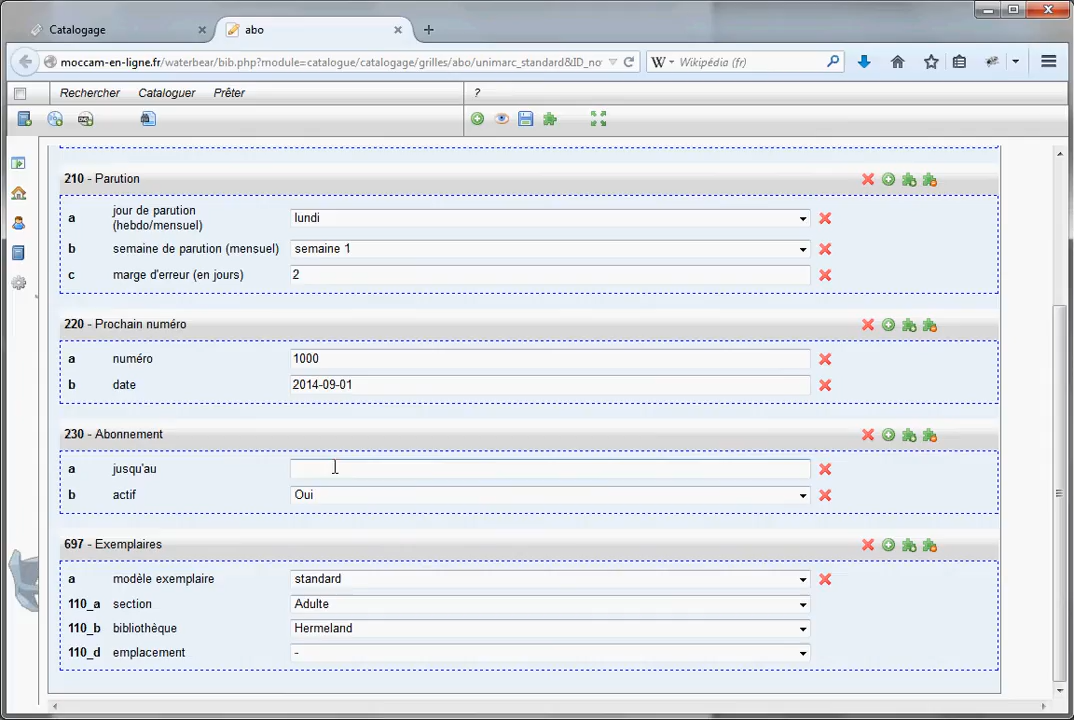 Catalogage
abo
moccam-en-ligne.fr/waterbear/bib.php?module=catalogue/catalogage/grilles/abo/unimarc_standard&ID_no
W Wikipédia (fr)
Rechercher Cataloguer Prêter ?
210 - Parution
a jour de parution (hebdo/mensuel) lundi
b semaine de parution (mensuel) semaine 1
c marge d'erreur (en jours) 2
220 - Prochain numéro
a numéro 1000
b date 2014-09-01
230 - Abonnement
a jusqu'au
b actif Oui
697 - Exemplaires
a modèle exemplaire standard
110_a section Adulte
110_b bibliothèque Hermeland
110_d emplacement -